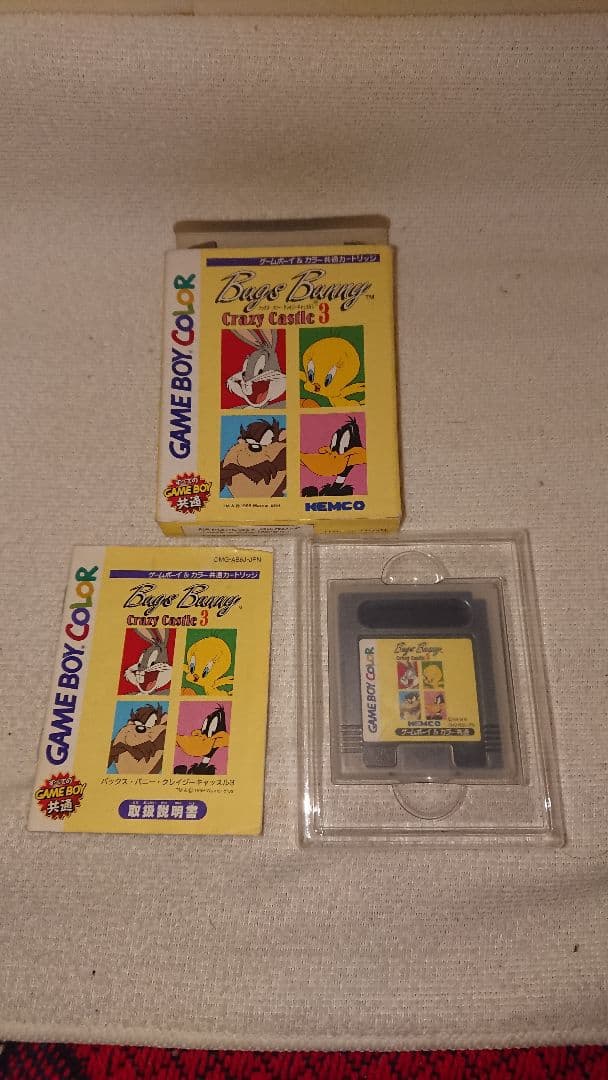 ゲームボーイ&カラー共通カートリッジ
GAME BOY COLOR
Bugs Bunny™
Crazy Castle 3
GAME BOY
共通
KEMCO
DMG-AB6J-JPN
ゲームボーイ&カラー共通カートリッジ
GAME BOY COLOR
Bugs Bunny
Crazy Castle 3
GAME BOY
共通
バックス・バニー・クレイジーキャッスル3
取扱説明書
GAME BOY COLOR
Bugs Bunny
Crazy Castle 3
KEMCO
ゲームボーイ&カラー共通